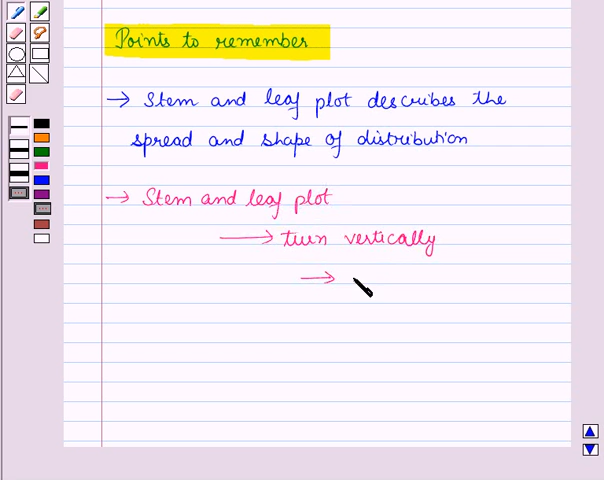 Points to remember
→ Stem and leaf plot describes the
spread and shape of distribution
→ Stem and leaf plot
→ turn vertically
→